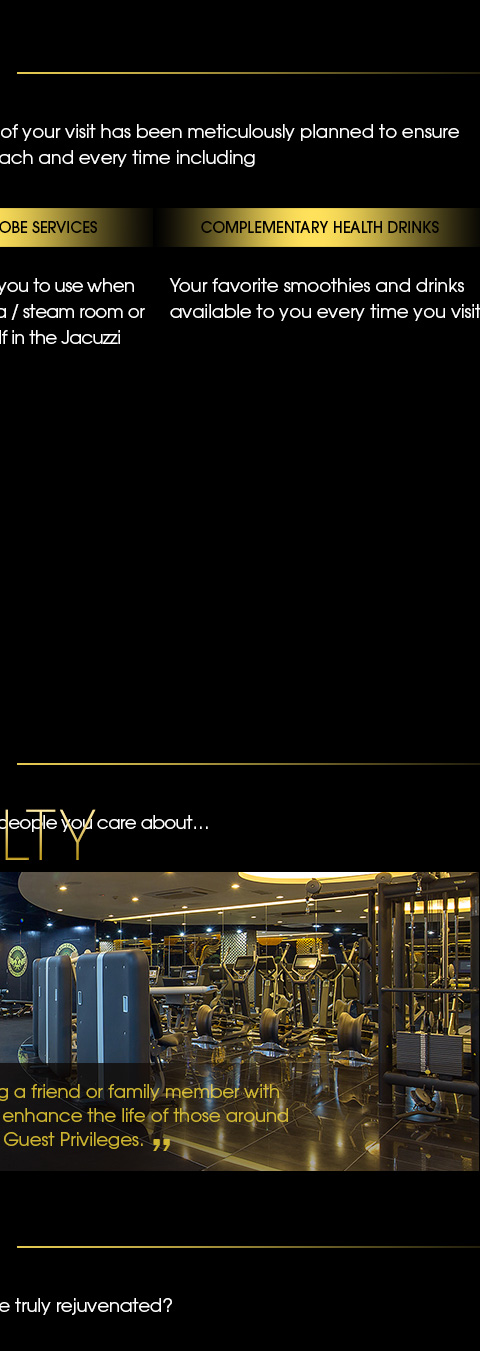 of your visit has been meticulously planned to ensure
ach and every time including
OBE SERVICES
COMPLEMENTARY HEALTH DRINKS
you to use when
a / steam room or
lf in the Jacuzzi
Your favorite smoothies and drinks
available to you every time you visit
people you care about...
LTY
g a friend or family member with
enhance the life of those around
Guest Privileges. ”
e truly rejuvenated?